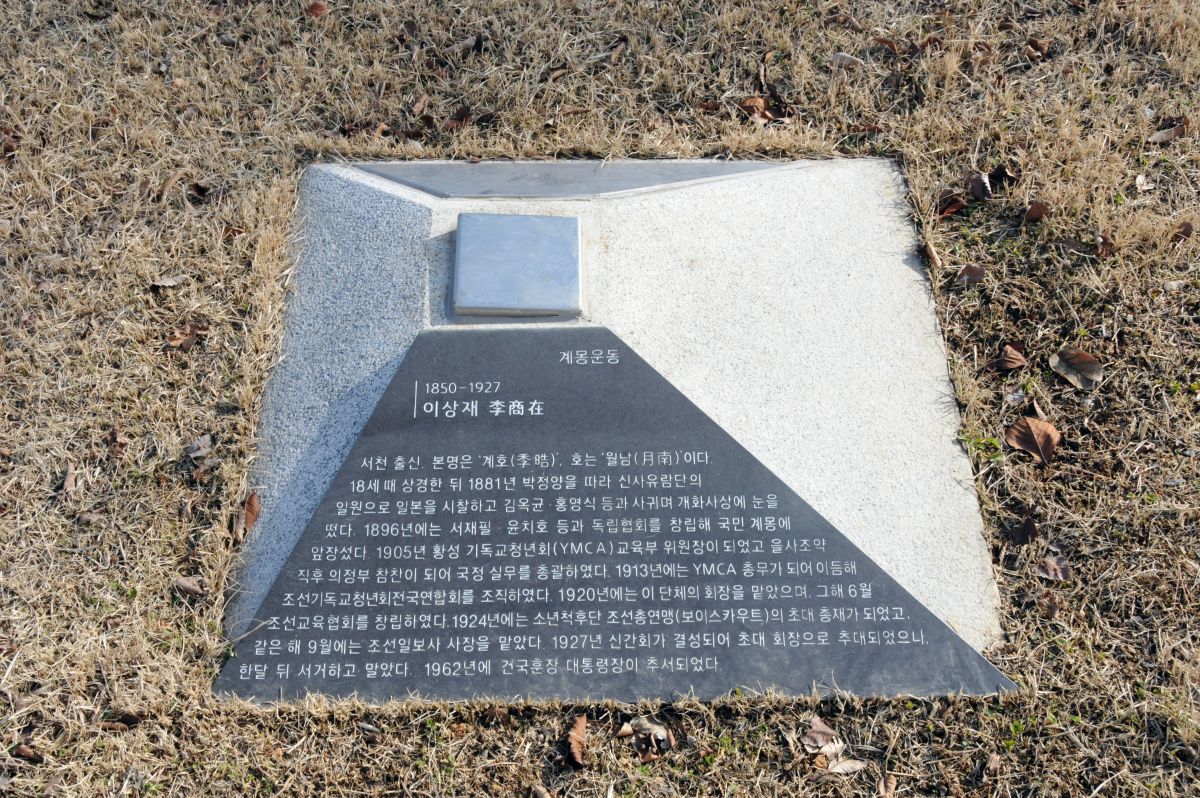 계몽운동
1850-1927
이상재 李商在
서천 출신. 본명은 '계호(季晧)', 호는 '월남(月南)'이다.
18세 때 상경한 뒤 1881년 박정양을 따라 신사유람단의
일원으로 일본을 시찰하고 김옥균·홍영식 등과 사귀며 개화사상에 눈을
떴다. 1896년에는 서재필·윤치호 등과 독립협회를 창립해 국민 계몽에
앞장섰다. 1905년 황성 기독교청년회(YMCA)교육부 위원장이 되었고 을사조약
직후 의정부 참찬이 되어 국정 실무를 총괄하였다. 1913년에는 YMCA 총무가 되어 이듬해
조선기독교청년회전국연합회를 조직하였다. 1920년에는 이 단체의 회장을 맡았으며, 그해 6월
조선교육협회를 창립하였다. 1924년에는 소년척후단 조선총연맹(보이스카우트)의 초대 총재가 되었고,
같은 해 9월에는 조선일보사 사장을 맡았다. 1927년 신간회가 결성되어 초대 회장으로 추대되었으나,
한달 뒤 서거하고 말았다. 1962년에 건국훈장 대통령장이 추서되었다.